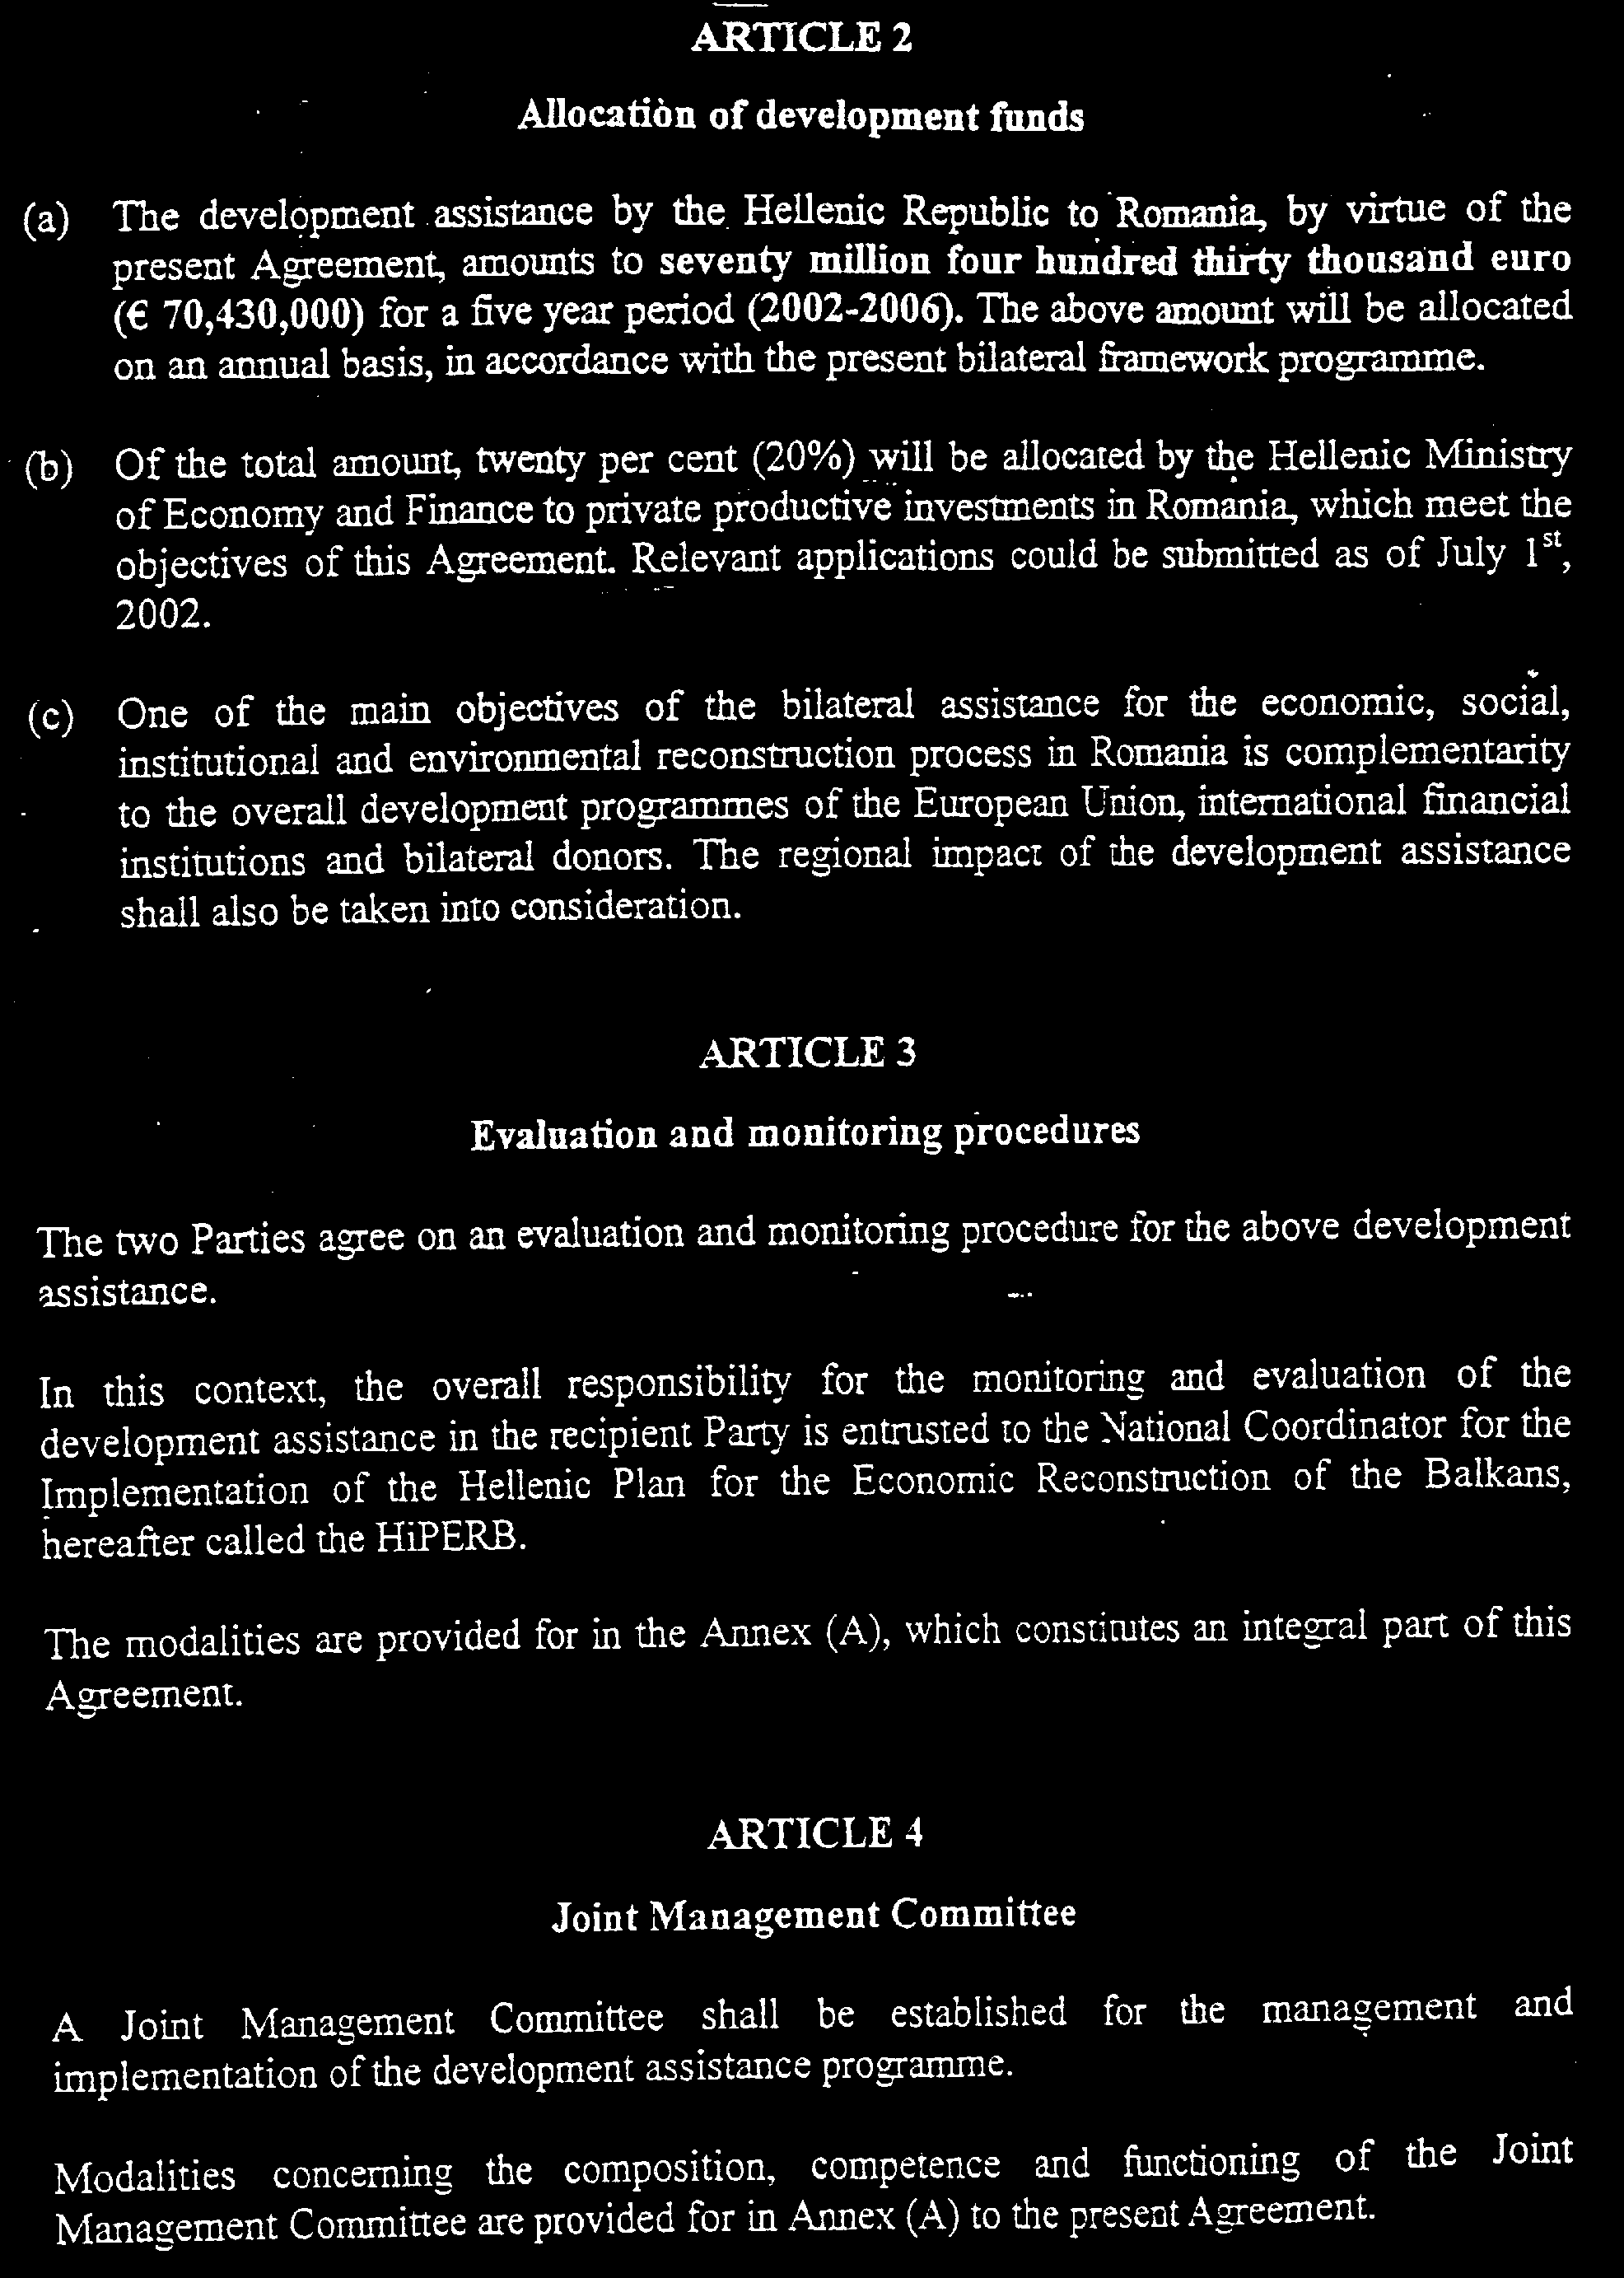 ARTICLE 2
Allocation of development funds
(a) The development assistance by the Hellenic Republic to Romania, by virtue of the
present Agreement, amounts to seventy million four hundred thirty thousand euro
(€ 70,430,000) for a five year period (2002-2006). The above amount will be allocated
on an annual basis, in accordance with the present bilateral framework programme.
(b) Of the total amount, twenty per cent (20%) will be allocated by the Hellenic Ministry
of Economy and Finance to private productive investments in Romania, which meet the
objectives of this Agreement. Relevant applications could be submitted as of July 1st,
2002.
(c) One of the main objectives of the bilateral assistance for the economic, social,
institutional and environmental reconstruction process in Romania is complementarity
to the overall development programmes of the European Union, international financial
institutions and bilateral donors. The regional impact of the development assistance
shall also be taken into consideration.
ARTICLE 3
Evaluation and monitoring procedures
The two Parties agree on an evaluation and monitoring procedure for the above development
assistance.
In this context, the overall responsibility for the monitoring and evaluation of the
development assistance in the recipient Party is entrusted to the National Coordinator for the
Implementation of the Hellenic Plan for the Economic Reconstruction of the Balkans,
hereafter called the HiPERB.
The modalities are provided for in the Annex (A), which constitutes an integral part of this
Agreement.
ARTICLE 4
Joint Management Committee
A Joint Management Committee shall be established for the management and
implementation of the development assistance programme.
Modalities concerning the composition, competence and functioning of the Joint
Management Committee are provided for in Annex (A) to the present Agreement.